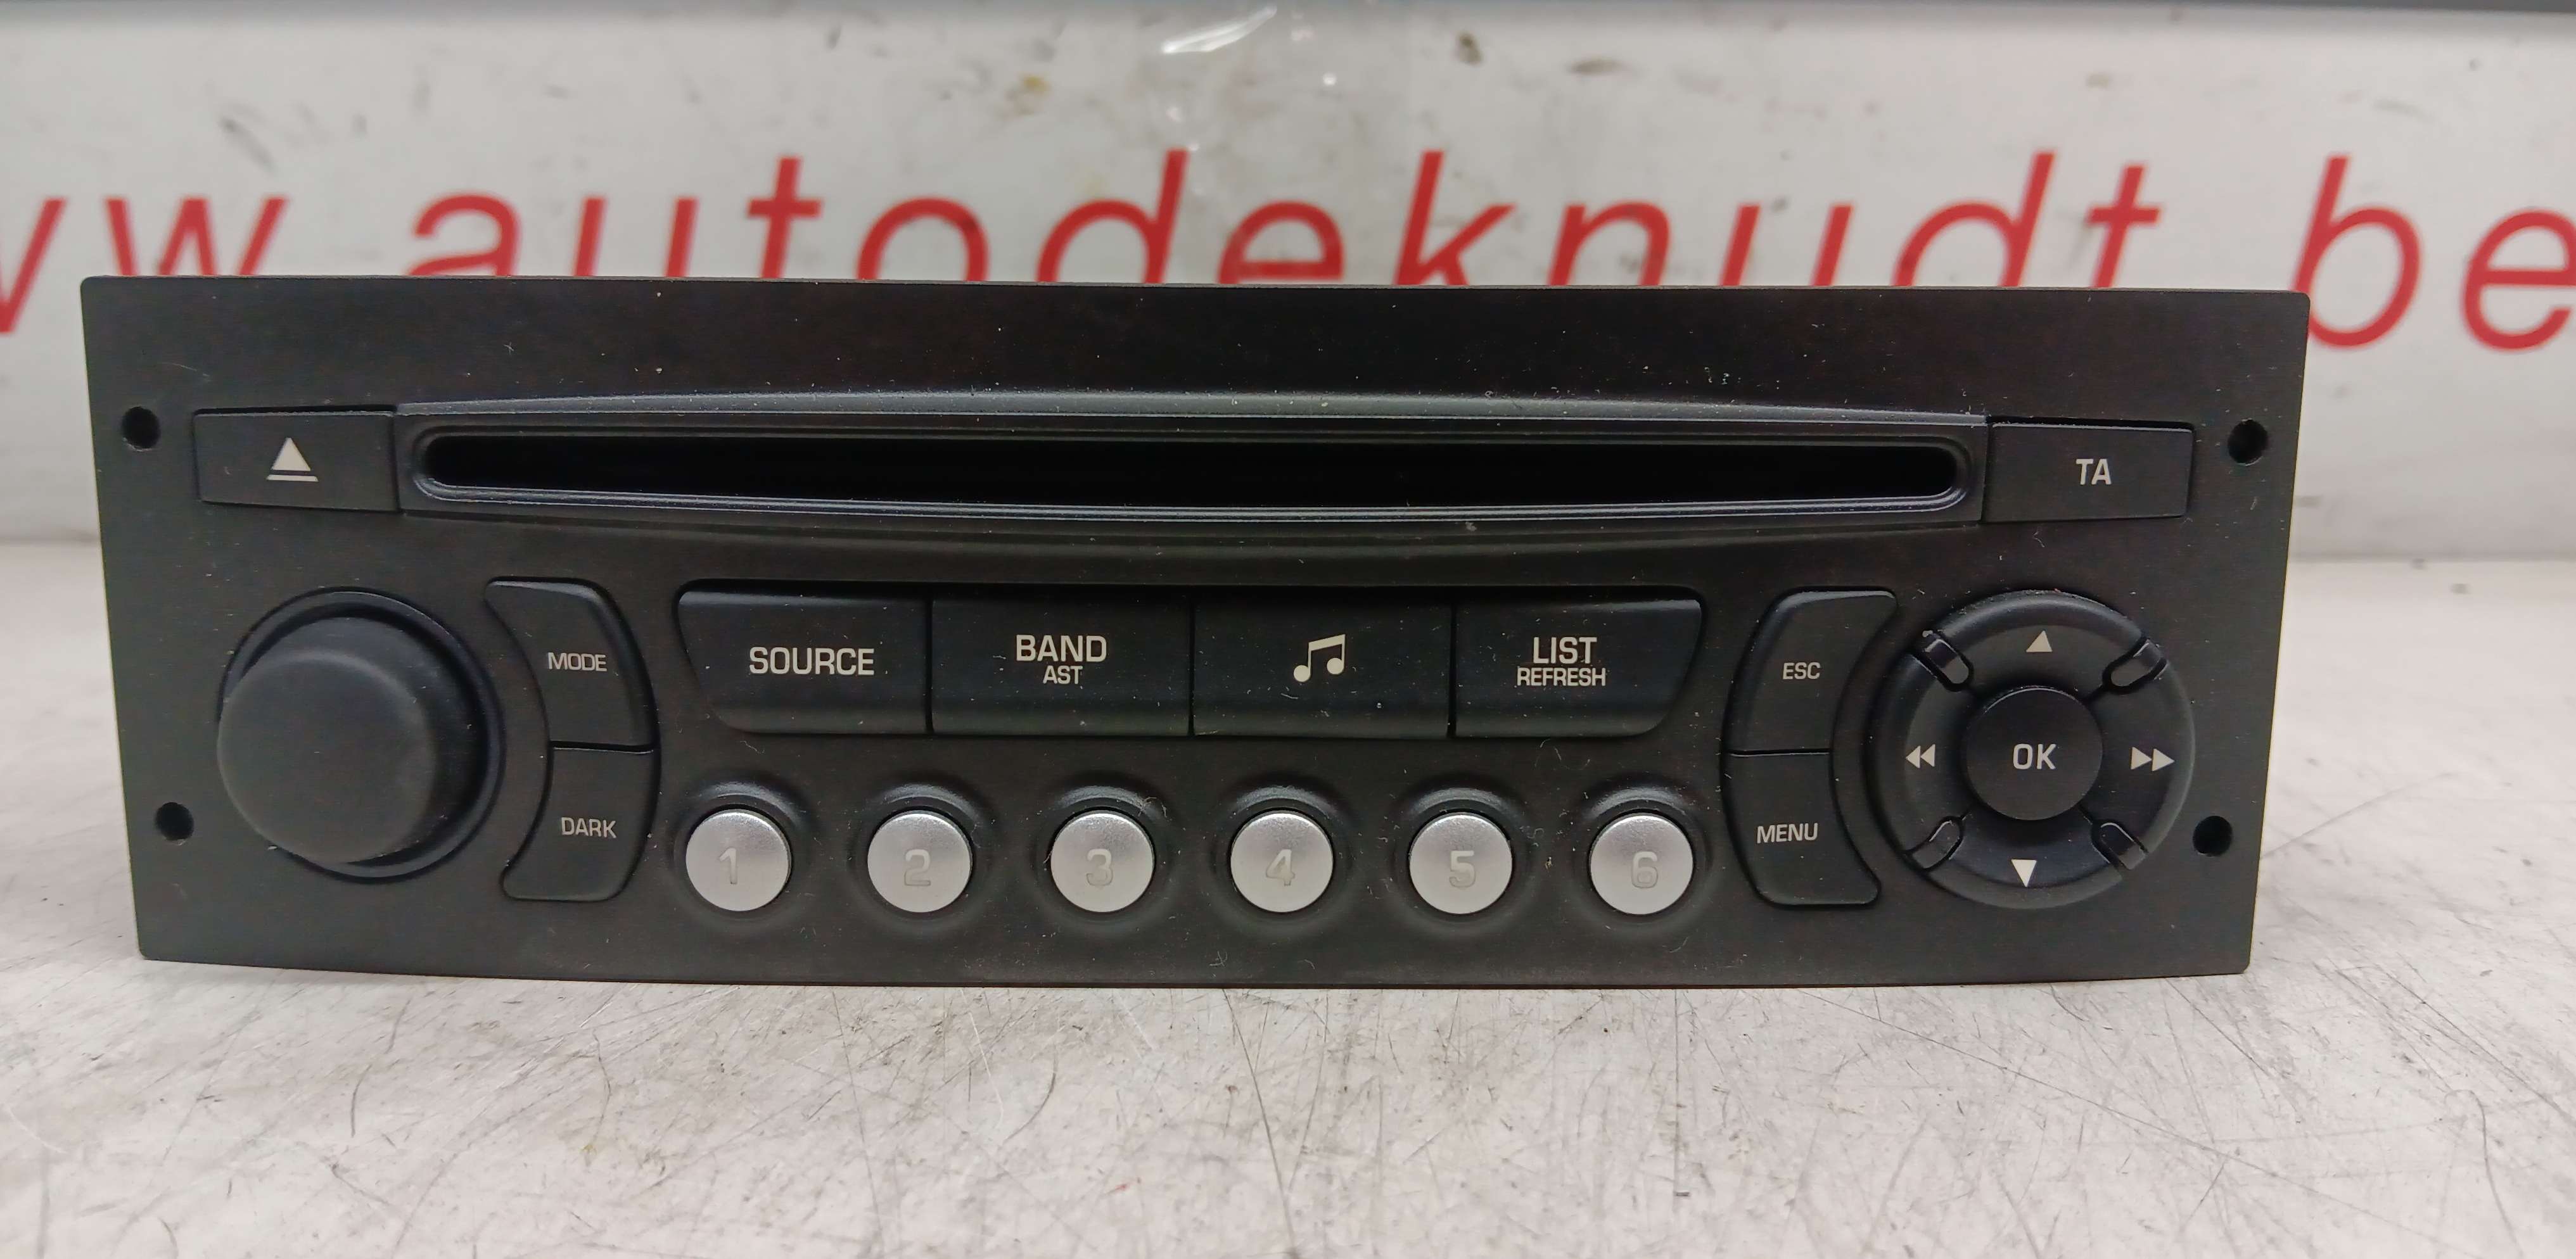 ww.autodeknudt.be
TA
MODE
SOURCE
BAND
AST
LIST
REFRESH
ESC
OK
DARK
MENU
1 2 3 4 5 6